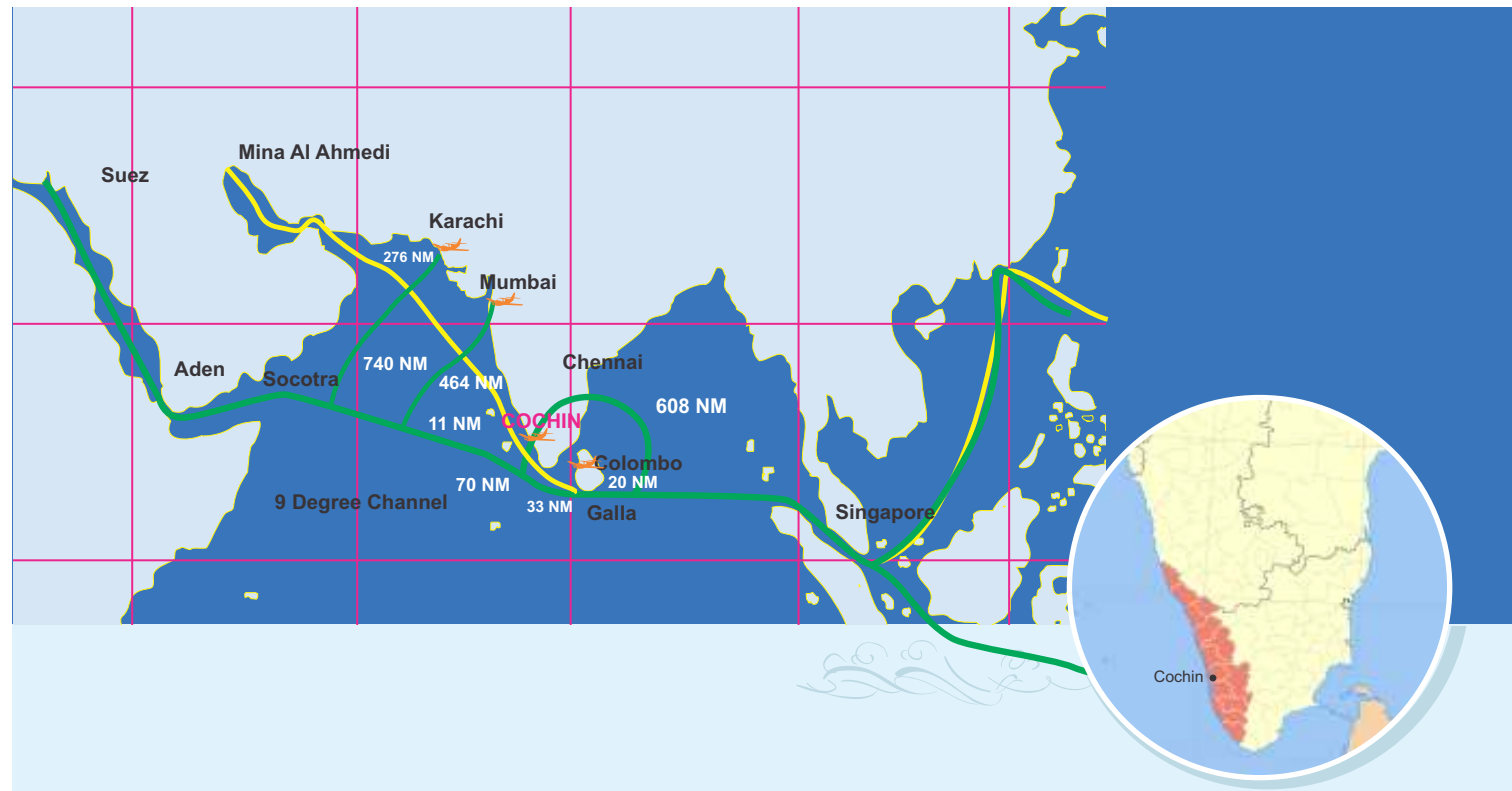 Mina Al Ahmedi
Suez
Karachi
276 NM
Mumbai
Aden
Socotra
740 NM
Chennai
464 NM
608 NM
11 NM
COCHIN
Colombo
70 NM
20 NM
9 Degree Channel
33 NM
Galla
Singapore
Cochin